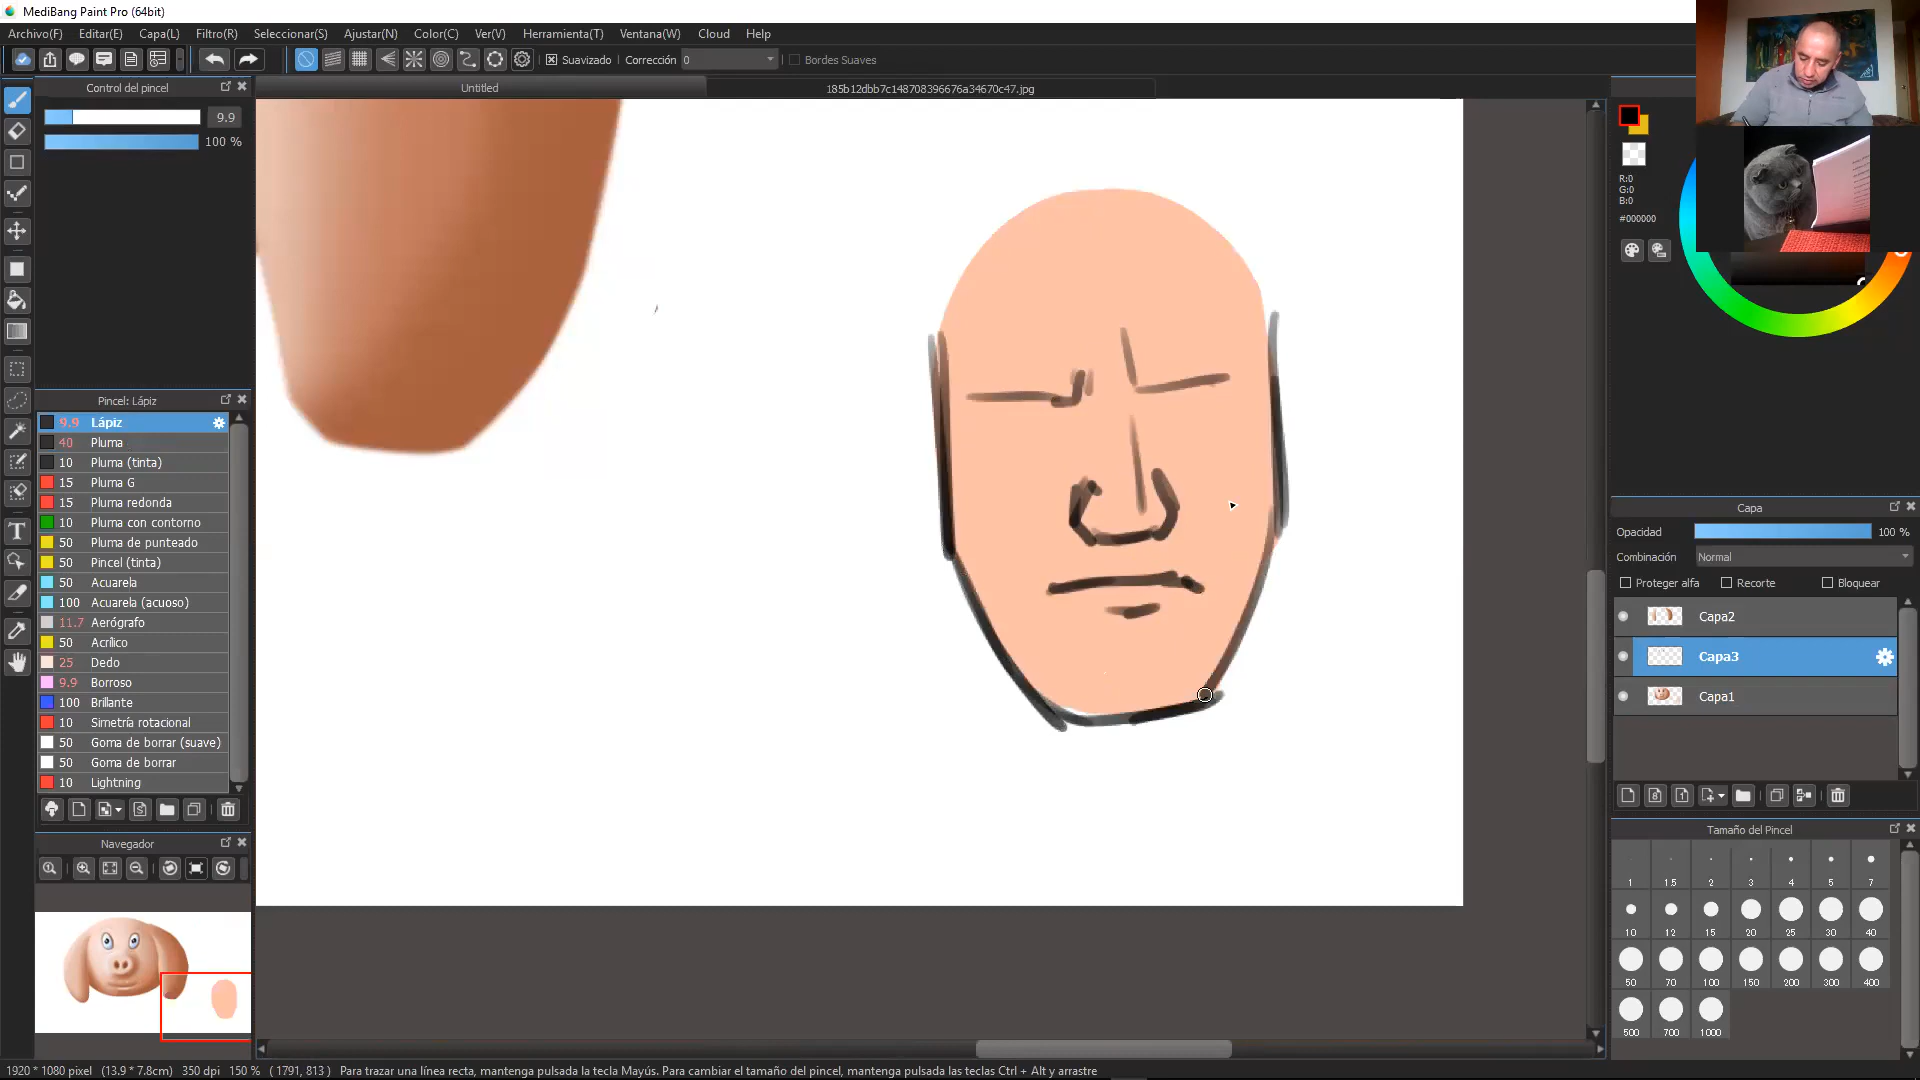 MediBang Paint Pro (64bit)
Archivo(F) Editar(E) Capa(L) Filtro(R) Seleccionar(S) Ajustar(N) Color(C) Ver(V) Herramienta(T) Ventana(W) Cloud Help
Suavizado Corrección 0 Bordes Suaves
Control del pincel
Untitled
185b12dbb7c148708396676a34670c47.jpg
9.9
100 %
R:0
G:0
B:0
#000000
Pincel: Lápiz
9.9 Lápiz
40 Pluma
10 Pluma (tinta)
15 Pluma G
15 Pluma redonda
10 Pluma con contorno
50 Pluma de punteado
50 Pincel (tinta)
50 Acuarela
100 Acuarela (acuoso)
11.7 Aerógrafo
50 Acrílico
25 Dedo
9.9 Borroso
100 Brillante
10 Simetría rotacional
50 Goma de borrar (suave)
50 Goma de borrar
10 Lightning
Navegador
Capa
Opacidad 100 %
Combinación Normal
Proteger alfa Recorte Bloquear
Capa2
Capa3
Capa1
Tamaño del Pincel
1 1.5 2 3 4 5 7
10 12 15 20 25 30 40
50 70 100 150 200 300 400
500 700 1000
1920 * 1080 pixel (13.9 * 7.8cm) 350 dpi 150 % ( 1791, 813 ) Para trazar una línea recta, mantenga pulsada la tecla Mayús. Para cambiar el tamaño del pincel, mantenga pulsada las teclas Ctrl + Alt y arrastre